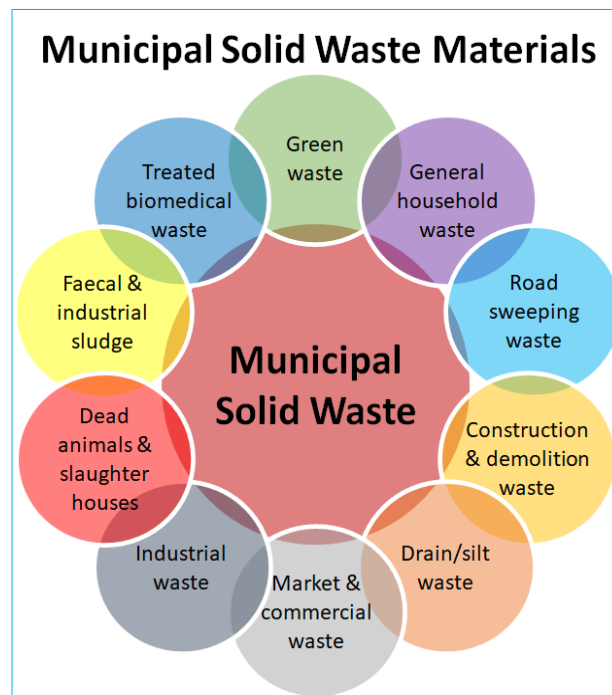 Municipal Solid Waste Materials
Green
waste
General
household
waste
Road
sweeping
waste
Construction
& demolition
waste
Drain/silt
waste
Market &
commercial
waste
Industrial
waste
Dead
animals &
slaughter
houses
Faecal &
industrial
sludge
Treated
biomedical
waste
Municipal
Solid Waste